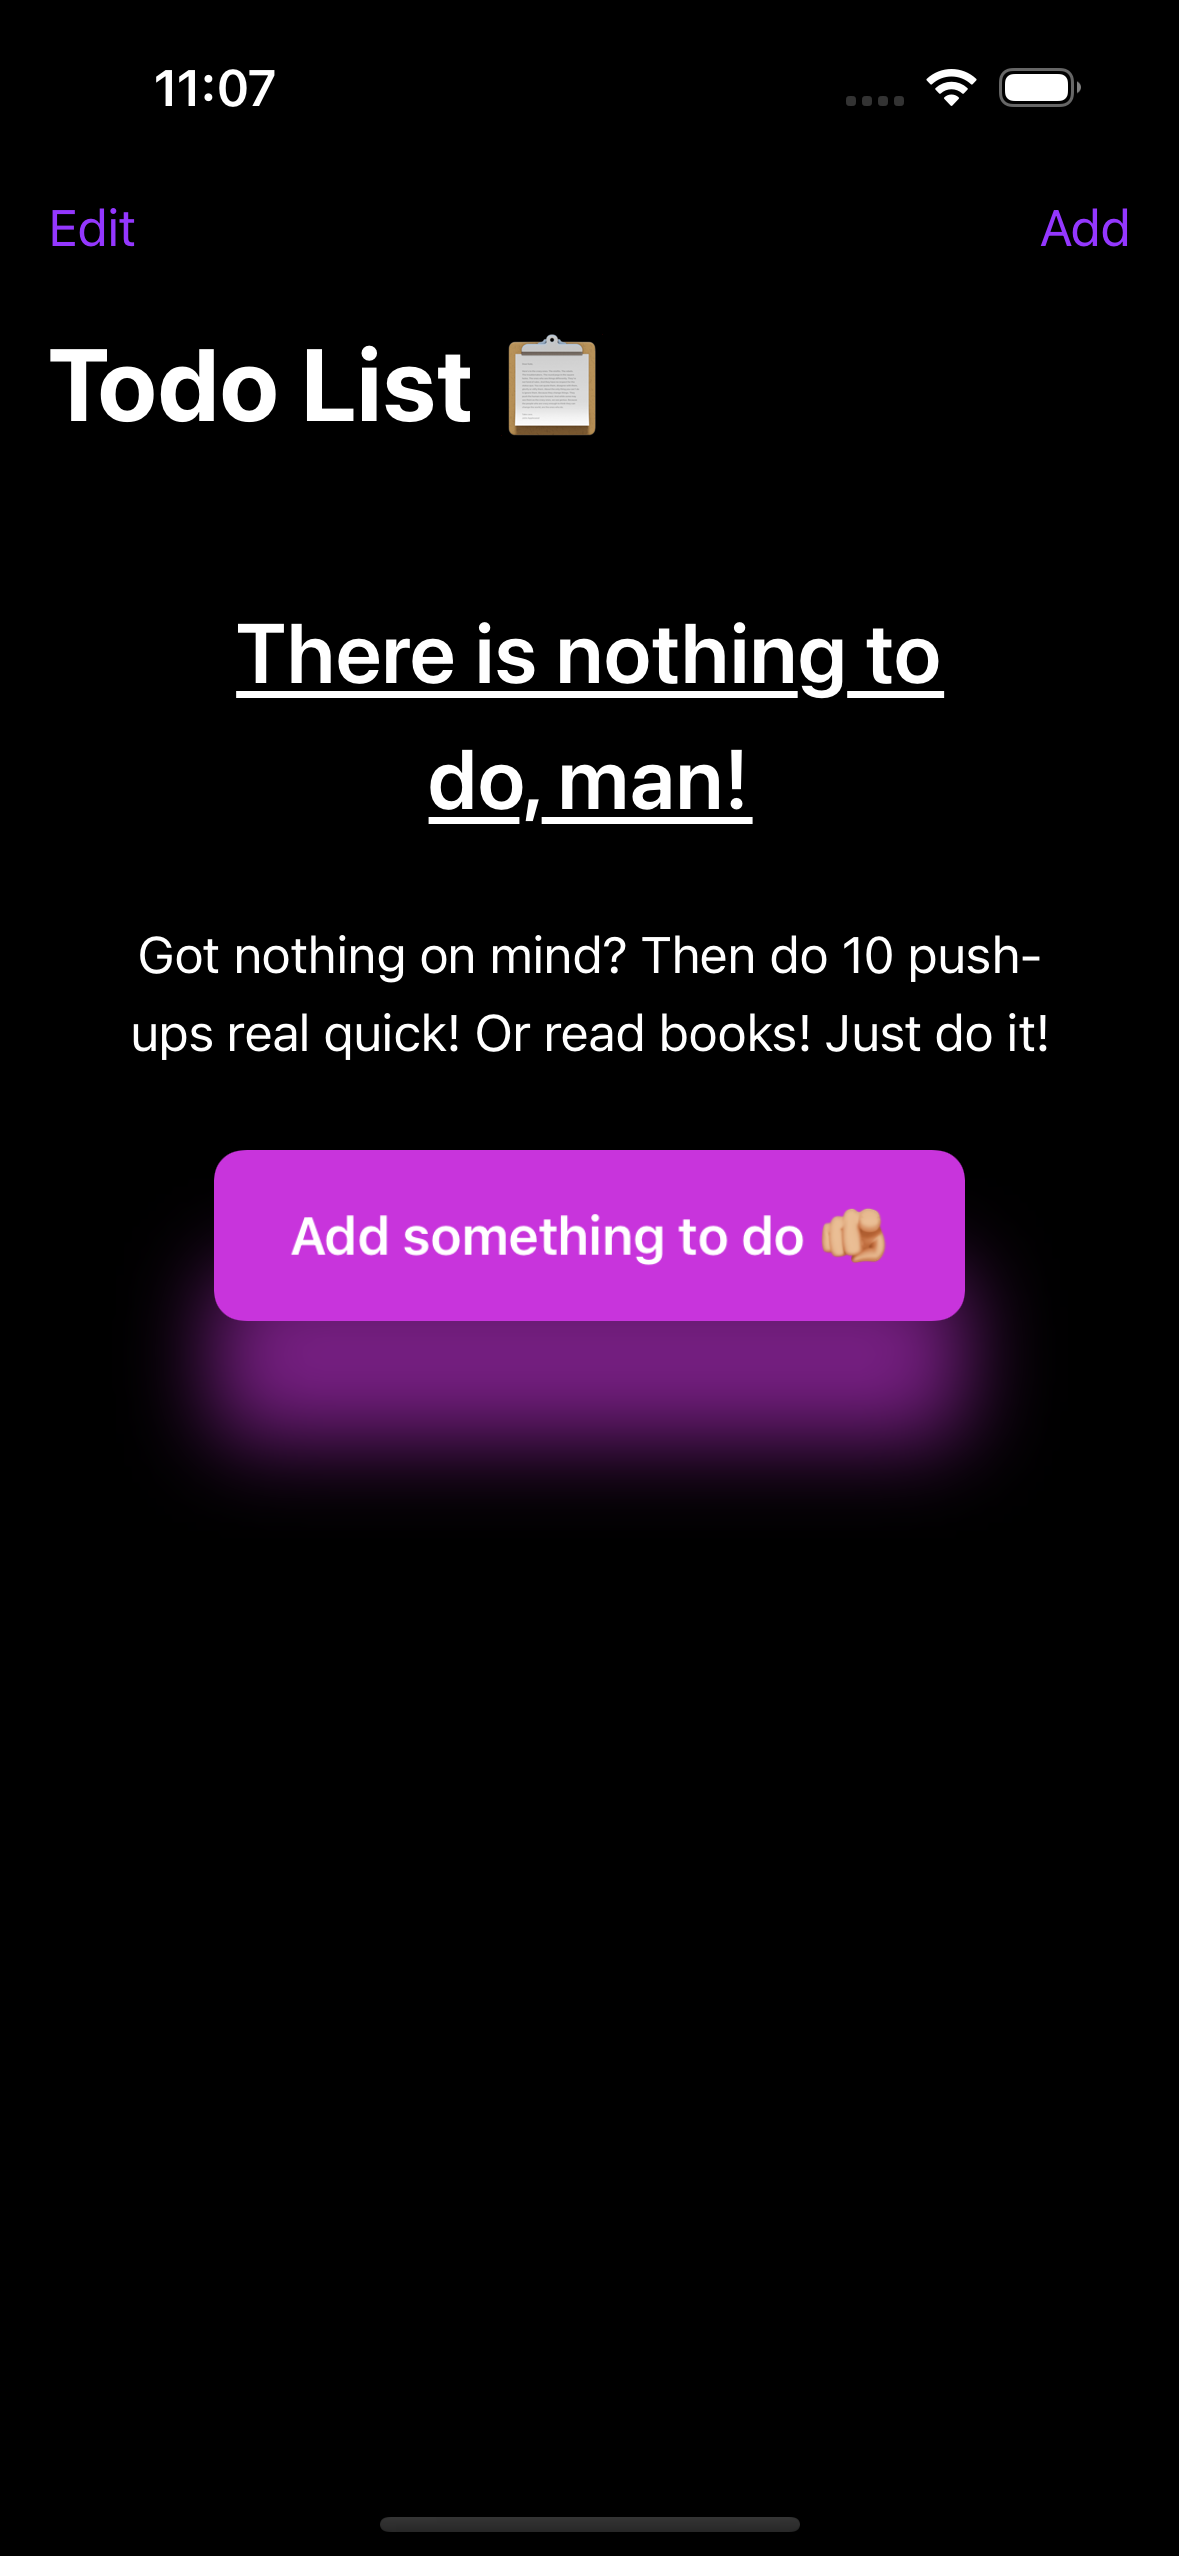 11:07
Edit Add
Todo List 📋
There is nothing to
do, man!
Got nothing on mind? Then do 10 push-
ups real quick! Or read books! Just do it!
Add something to do 🫵🏼